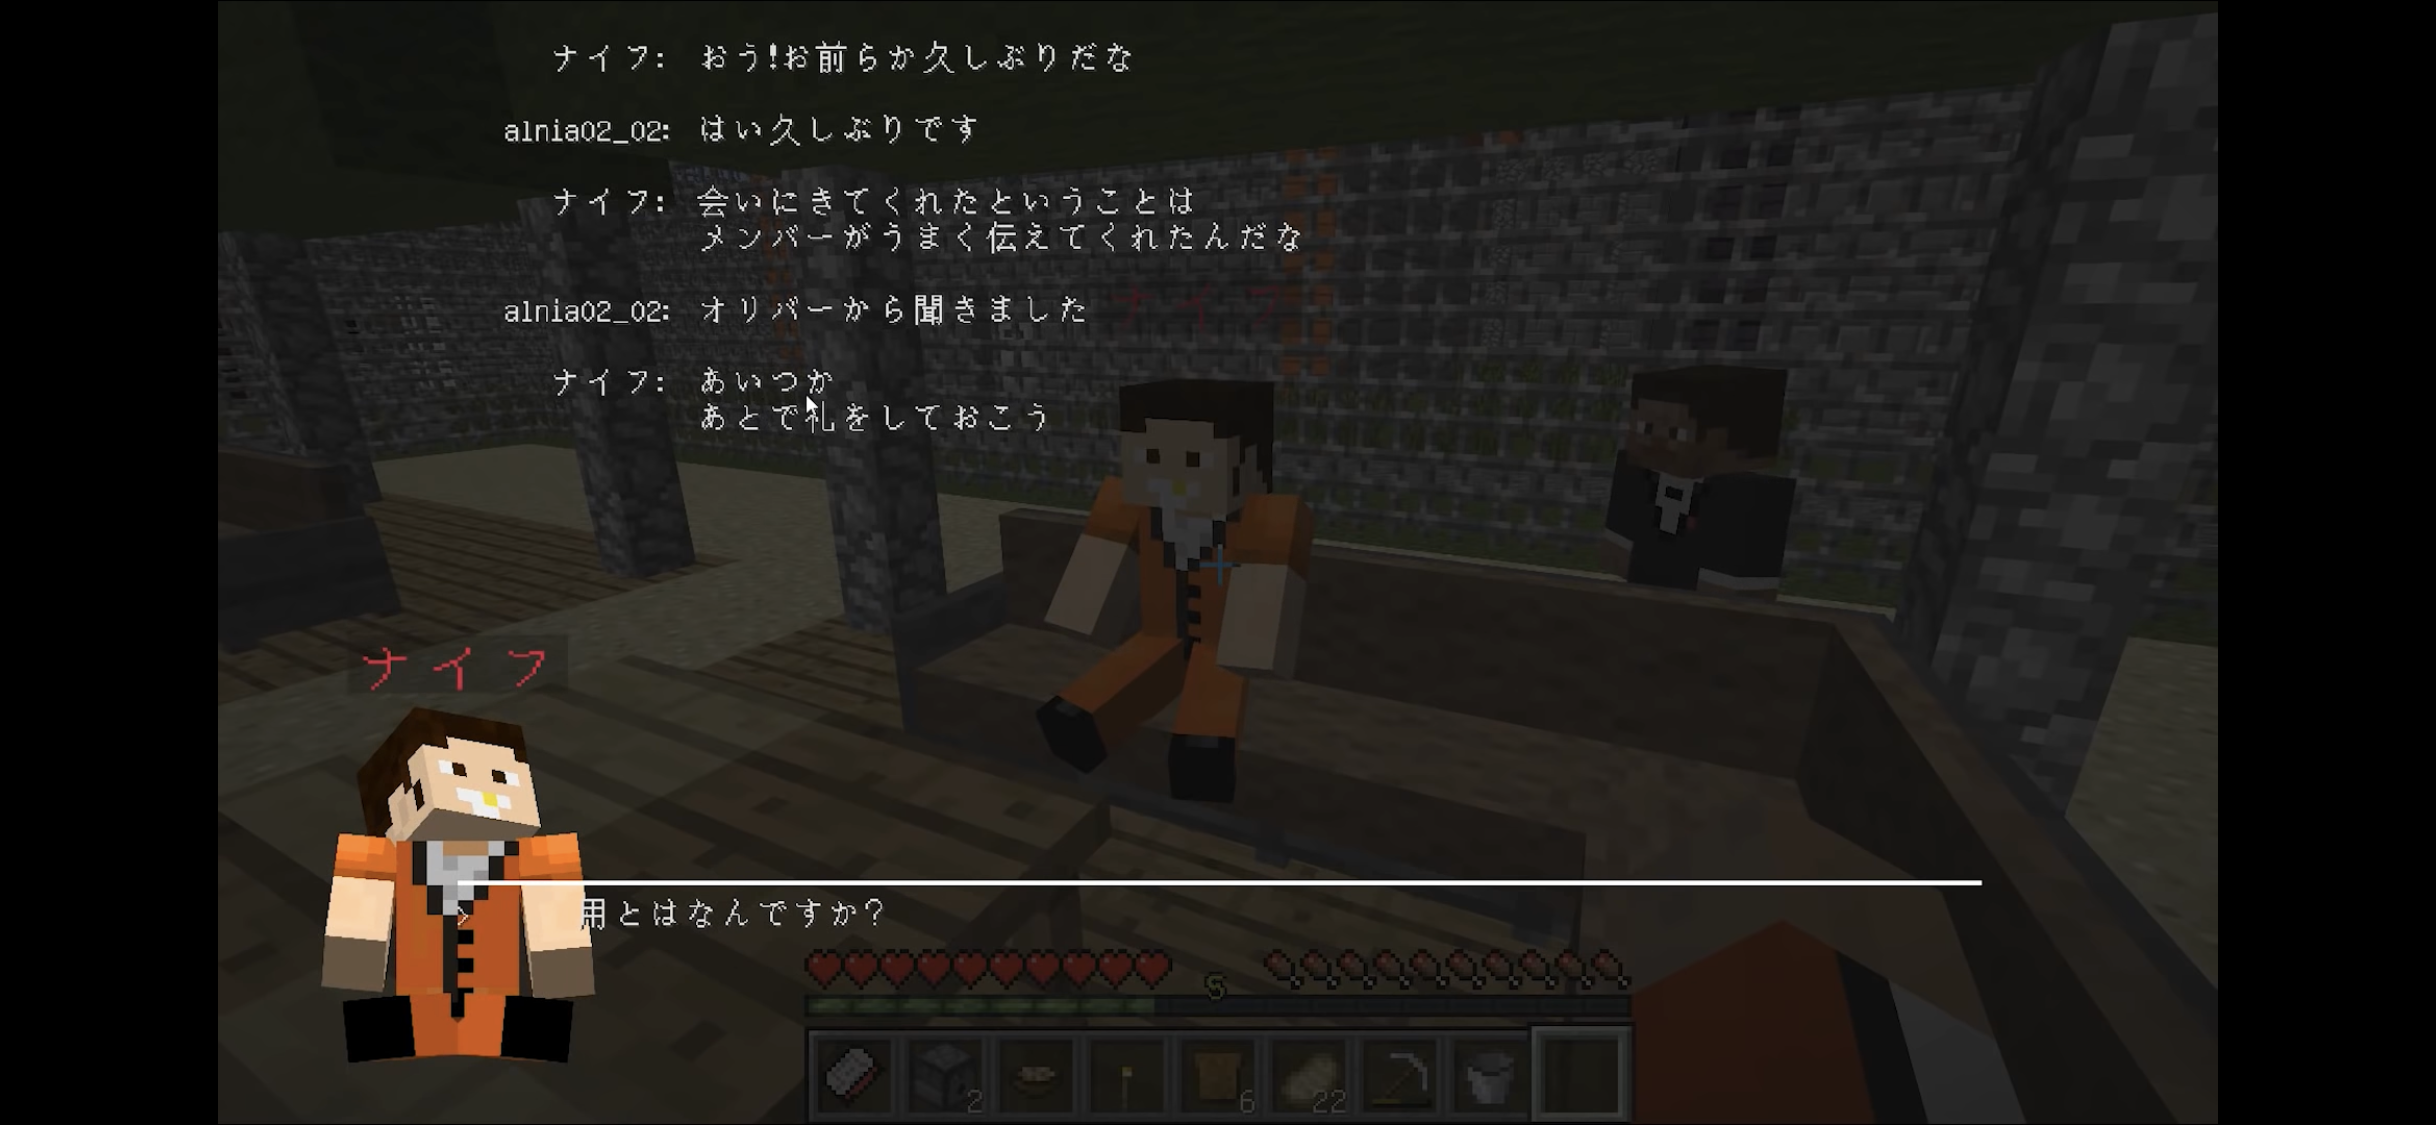 ナイフ: おう!お前らか久しぶりだな
alnia02_02: はい久しぶりです
ナイフ: 会いにきてくれたということは
メンバーがうまく伝えてくれたんだな
alnia02_02: オリバーから聞きました
ナイフ: あいつか
あとで礼をしておこう
ナイフ
ナイフ
用とはなんですか?
5
2
6
22